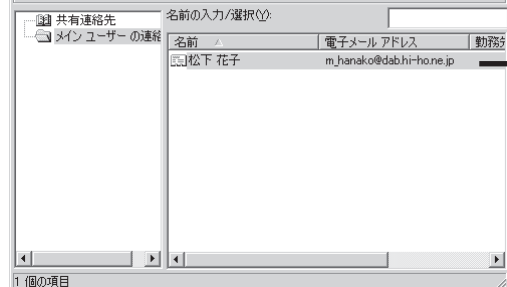 共有連絡先
メイン ユーザー の連絡
名前の入力/選択(Y):
名前 電子メール アドレス 勤務先
松下 花子 m_hanako@dab.hi-ho.ne.jp
1 個の項目